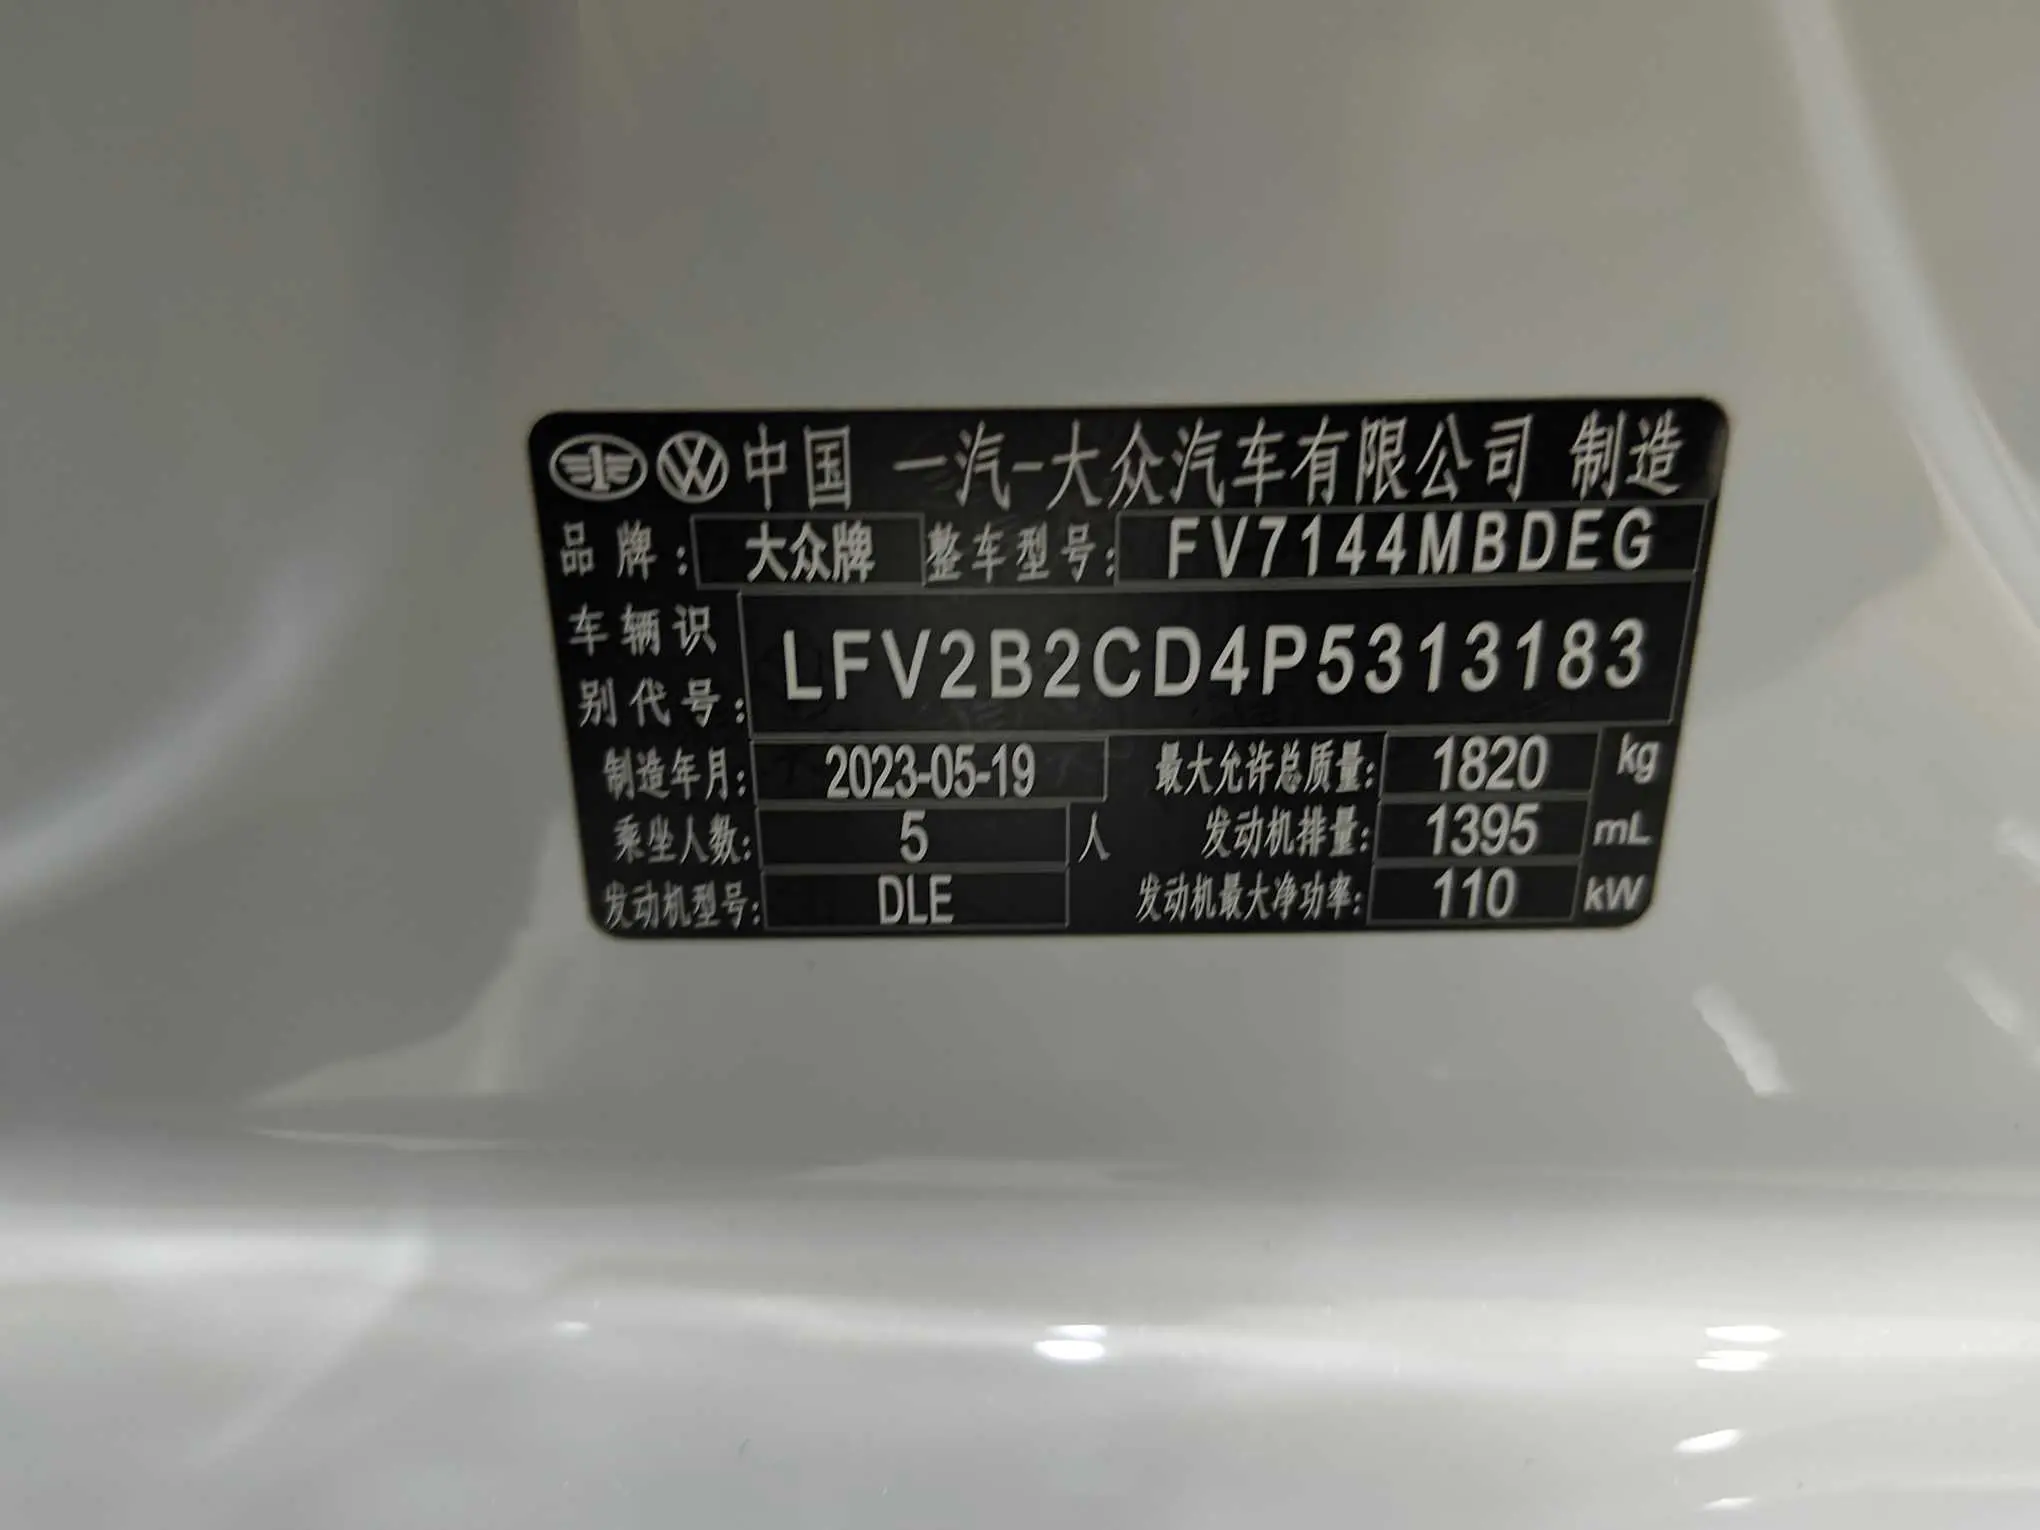 中国 一汽-大众汽车有限公司 制造
品牌: 大众牌 整车型号: FV7144MBDEG
车辆识别代号: LFV2B2CD4P5313183
制造年月: 2023-05-19 最大允许总质量: 1820 kg
乘坐人数: 5 人 发动机排量: 1395 mL
发动机型号: DLE 发动机最大净功率: 110 kW